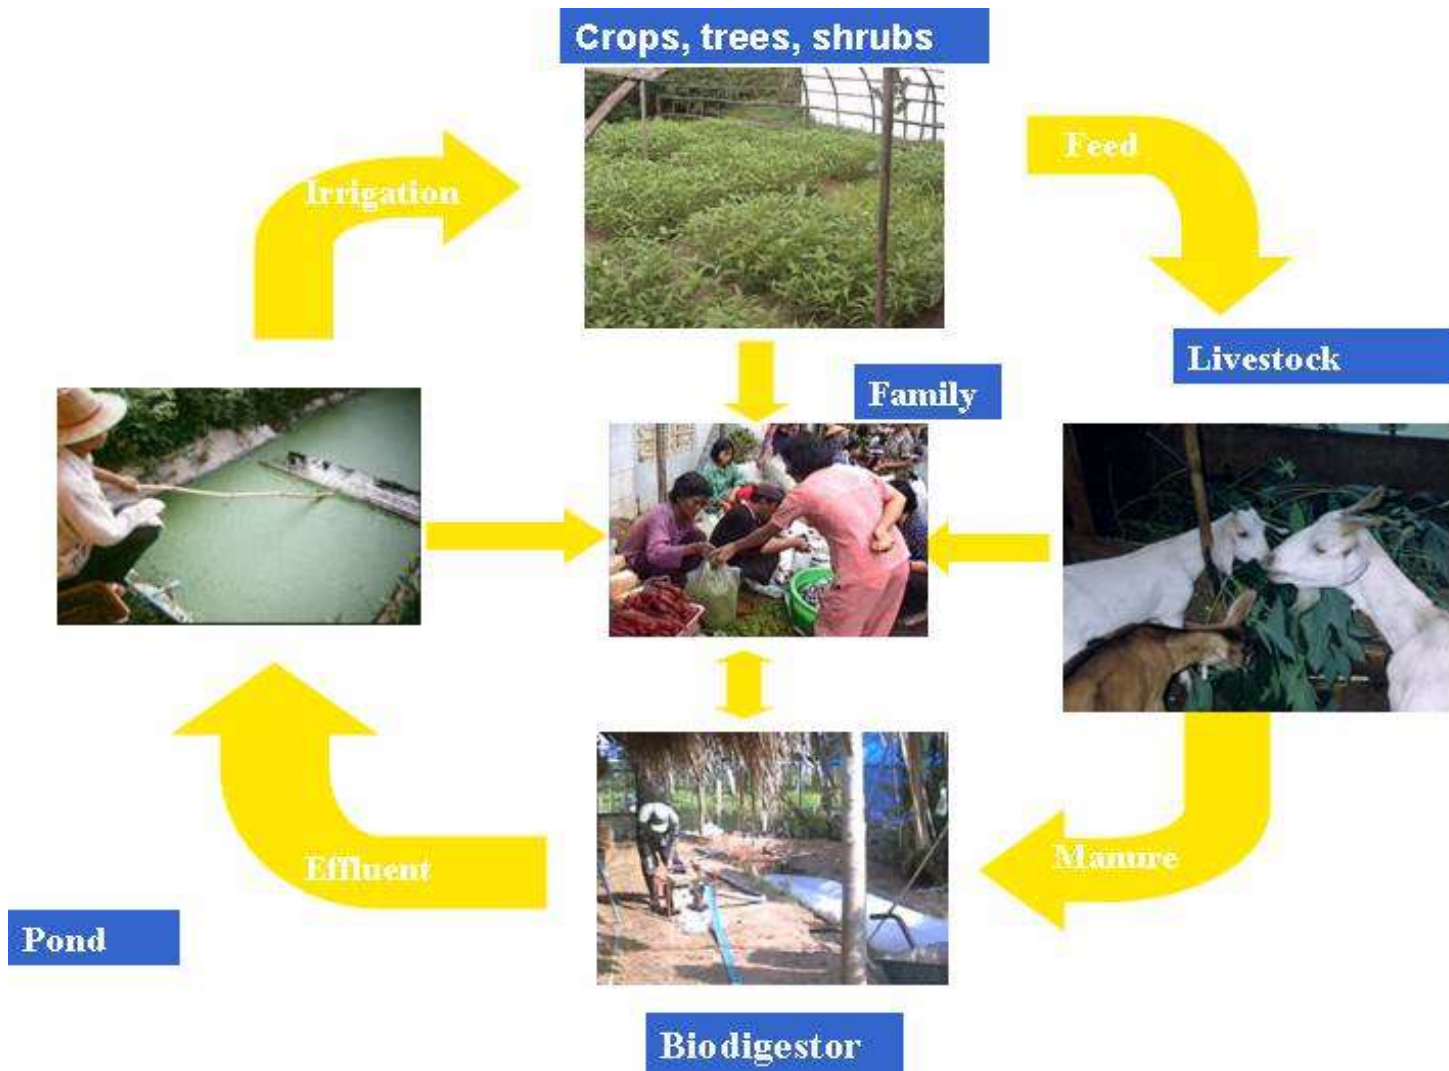 Crops, trees, shrubs
Feed
Irrigation
Livestock
Family
Effluent
Manure
Pond
Biodigestor